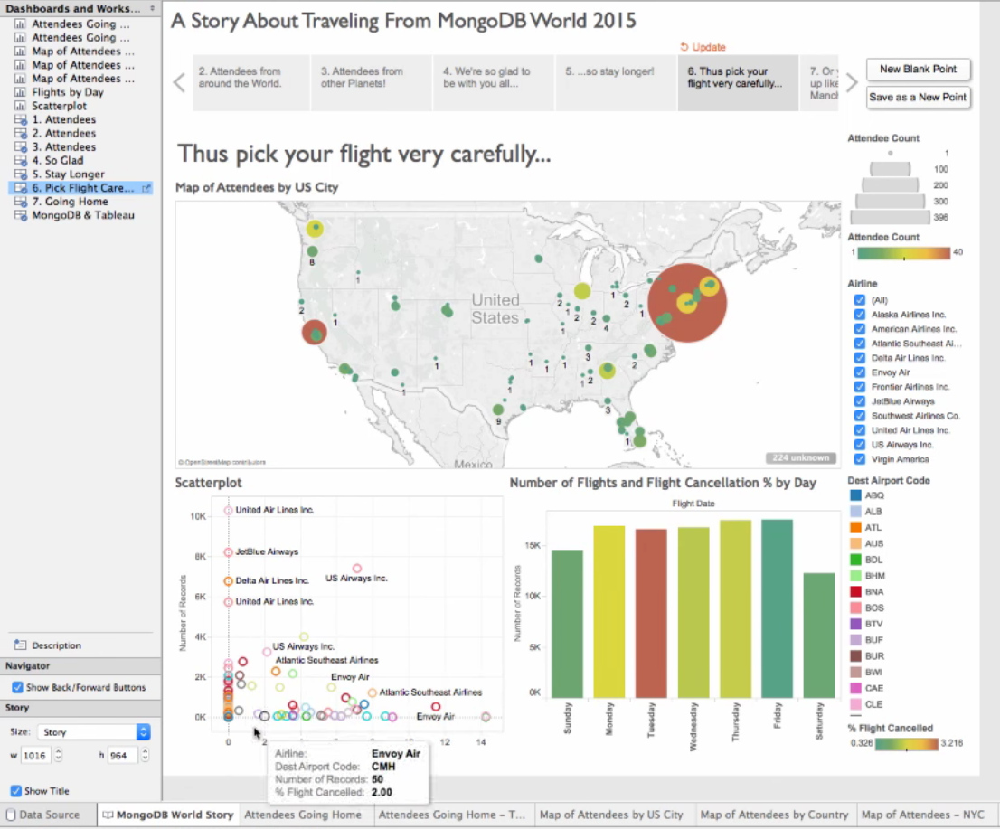 Dashboards and Works...
Attendees Going ...
Attendees Going ...
Map of Attendees ...
Map of Attendees ...
Map of Attendees ...
Flights by Day
Scatterplot
1. Attendees
2. Attendees
3. Attendees
4. So Glad
5. Stay Longer
6. Pick Flight Care...
7. Going Home
MongoDB & Tableau
Description
Navigator
Show Back/Forward Buttons
Story
Size: Story
w 1016 h 964
Show Title
A Story About Traveling From MongoDB World 2015
Update
2. Attendees from
around the World.
3. Attendees from
other Planets!
4. We're so glad to
be with you all...
5. ...so stay longer!
6. Thus pick your
flight very carefully...
7. Or
up like
Manch
New Blank Point
Save as a New Point
Thus pick your flight very carefully...
Map of Attendees by US City
United
States
Mexico
8
1
2
1
1
1
9
1
1
1
1
2
1
2
1
2
4
1
2
1
3
1
2
2
3
1
© OpenStreetMap contributors
224 unknown
Attendee Count
1
100
200
300
396
Attendee Count
1 40
Airline
(All)
Alaska Airlines Inc.
American Airlines Inc.
Atlantic Southeast Ai...
Delta Air Lines Inc.
Envoy Air
Frontier Airlines Inc.
JetBlue Airways
Southwest Airlines Co.
United Air Lines Inc.
US Airways Inc.
Virgin America
Dest Airport Code
ABQ
ALB
ATL
AUS
BDL
BHM
BNA
BOS
BTV
BUF
BUR
BWI
CAE
CLE
% Flight Cancelled
0.326 3.216
Scatterplot
Number of Records
10K
8K
6K
4K
2K
0K
United Air Lines Inc.
JetBlue Airways
US Airways Inc.
Delta Air Lines Inc.
United Air Lines Inc.
US Airways Inc.
Atlantic Southeast Airlines
Envoy Air
Atlantic Southeast Airlines
Envoy Air
0 2 10 12 14
Airline: Envoy Air
Dest Airport Code: CMH
Number of Records: 50
% Flight Cancelled: 2.00
Number of Flights and Flight Cancellation % by Day
Flight Date
Number of Records
15K
10K
5K
0K
Sunday
Monday
Tuesday
Wednesday
Thursday
Friday
Saturday
Data Source
MongoDB World Story
Attendees Going Home
Attendees Going Home – T...
Map of Attendees by US City
Map of Attendees by Country
Map of Attendees – NYC